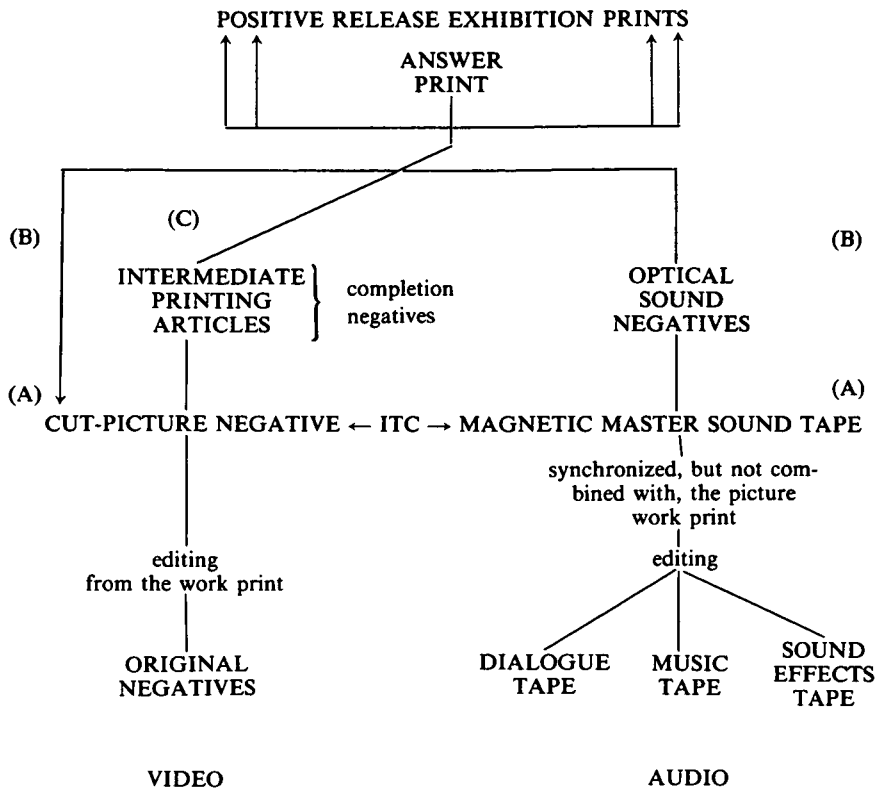 POSITIVE RELEASE EXHIBITION PRINTS
ANSWER
PRINT
(C)
(B)
(B)
INTERMEDIATE
PRINTING
ARTICLES
completion
negatives
OPTICAL
SOUND
NEGATIVES
(A)
(A)
CUT-PICTURE NEGATIVE ← ITC → MAGNETIC MASTER SOUND TAPE
synchronized, but not com-
bined with, the picture
work print
editing
from the work print
editing
ORIGINAL
NEGATIVES
DIALOGUE
TAPE
MUSIC
TAPE
SOUND
EFFECTS
TAPE
VIDEO
AUDIO